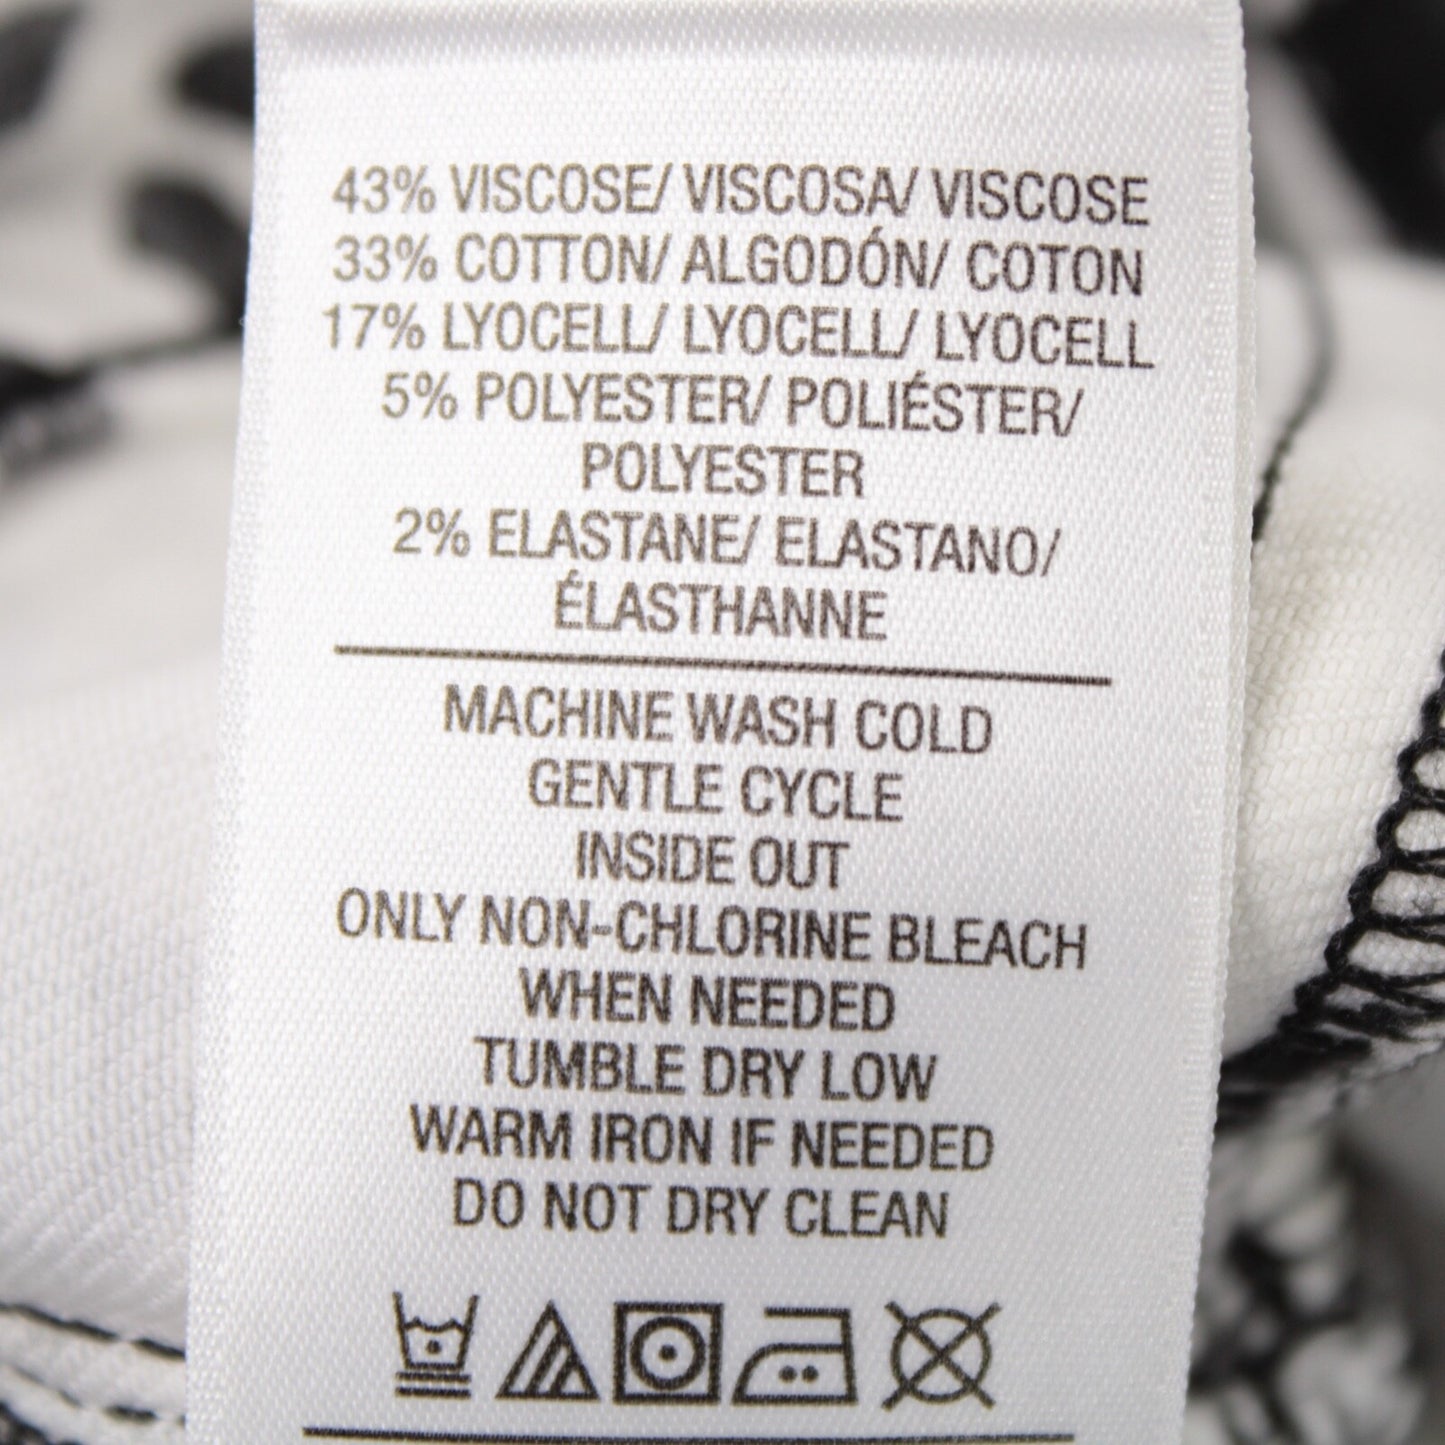 43% VISCOSE/ VISCOSA/ VISCOSE
33% COTTON/ ALGODÓN/ COTON
17% LYOCELL/ LYOCELL/ LYOCELL
5% POLYESTER/ POLIÉSTER/
POLYESTER
2% ELASTANE/ ELASTANO/
ÉLASTHANNE
MACHINE WASH COLD
GENTLE CYCLE
INSIDE OUT
ONLY NON-CHLORINE BLEACH
WHEN NEEDED
TUMBLE DRY LOW
WARM IRON IF NEEDED
DO NOT DRY CLEAN